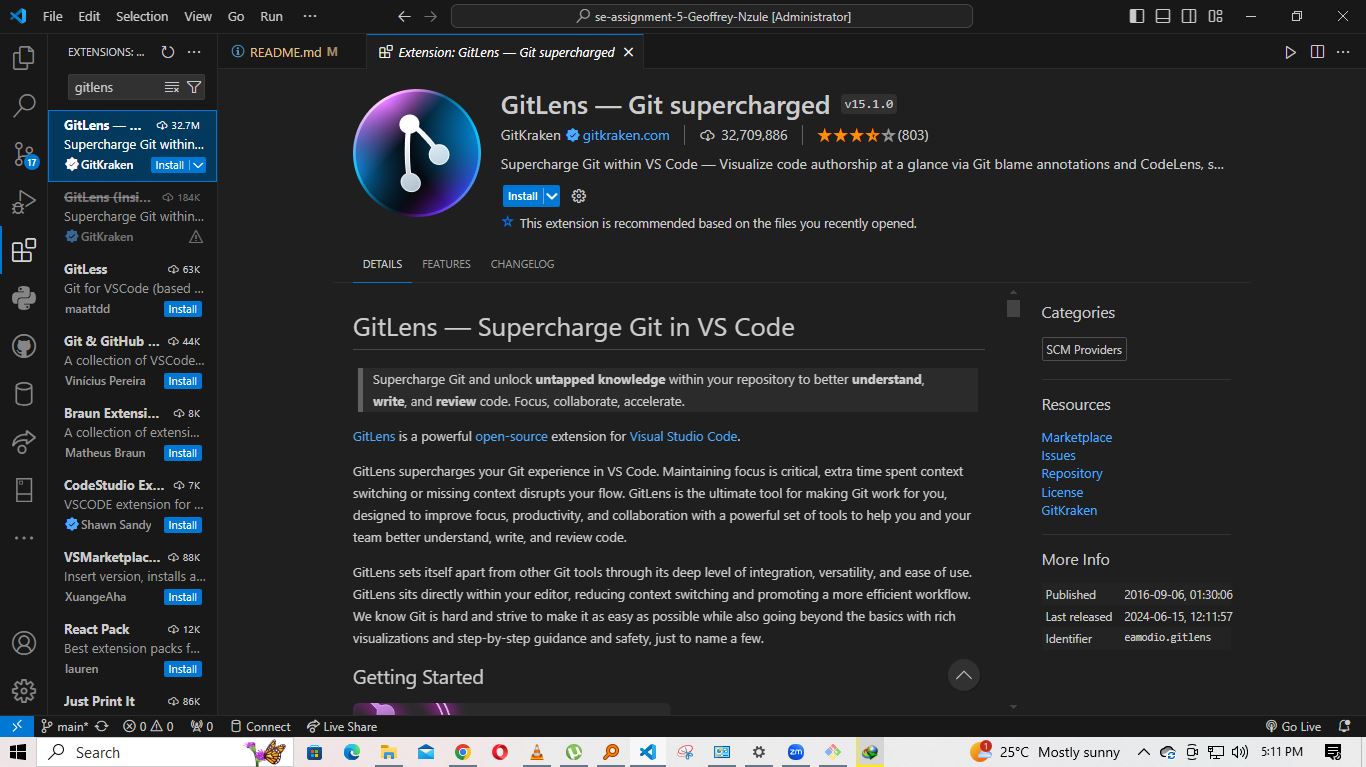 File Edit Selection View Go Run ···
se-assignment-5-Geoffrey-Nzule [Administrator]
EXTENSIONS: ...
README.md M
Extension: GitLens — Git supercharged
gitlens
GitLens — ... 32.7M
Supercharge Git within...
GitKraken Install
GitLens (Insi... 184K
Supercharge Git within...
GitKraken
GitLess 63K
Git for VSCode (based ...
maattdd Install
Git & GitHub ... 44K
A collection of VSCode...
Vinícius Pereira Install
Braun Extensi... 8K
A collection of extensi...
Matheus Braun Install
CodeStudio Ex... 7K
VSCODE extension for ...
Shawn Sandy Install
VSMarketplac... 88K
Insert version, installs a...
XuangeAha Install
React Pack 12K
Best extension packs f...
lauren Install
Just Print It 86K
17
GitLens — Git supercharged v15.1.0
GitKraken gitkraken.com 32,709,886 (803)
Supercharge Git within VS Code — Visualize code authorship at a glance via Git blame annotations and CodeLens, s...
Install
This extension is recommended based on the files you recently opened.
DETAILS FEATURES CHANGELOG
GitLens — Supercharge Git in VS Code
Supercharge Git and unlock untapped knowledge within your repository to better understand,
write, and review code. Focus, collaborate, accelerate.
GitLens is a powerful open-source extension for Visual Studio Code.
GitLens supercharges your Git experience in VS Code. Maintaining focus is critical, extra time spent context
switching or missing context disrupts your flow. GitLens is the ultimate tool for making Git work for you,
designed to improve focus, productivity, and collaboration with a powerful set of tools to help you and your
team better understand, write, and review code.
GitLens sets itself apart from other Git tools through its deep level of integration, versatility, and ease of use.
GitLens sits directly within your editor, reducing context switching and promoting a more efficient workflow.
We know Git is hard and strive to make it as easy as possible while also going beyond the basics with rich
visualizations and step-by-step guidance and safety, just to name a few.
Getting Started
Categories
SCM Providers
Resources
Marketplace
Issues
Repository
License
GitKraken
More Info
Published 2016-09-06, 01:30:06
Last released 2024-06-15, 12:11:57
Identifier eamodio.gitlens
main* 0 0 0 Connect Live Share Go Live
Search
zm
1
25°C Mostly sunny
5:11 PM